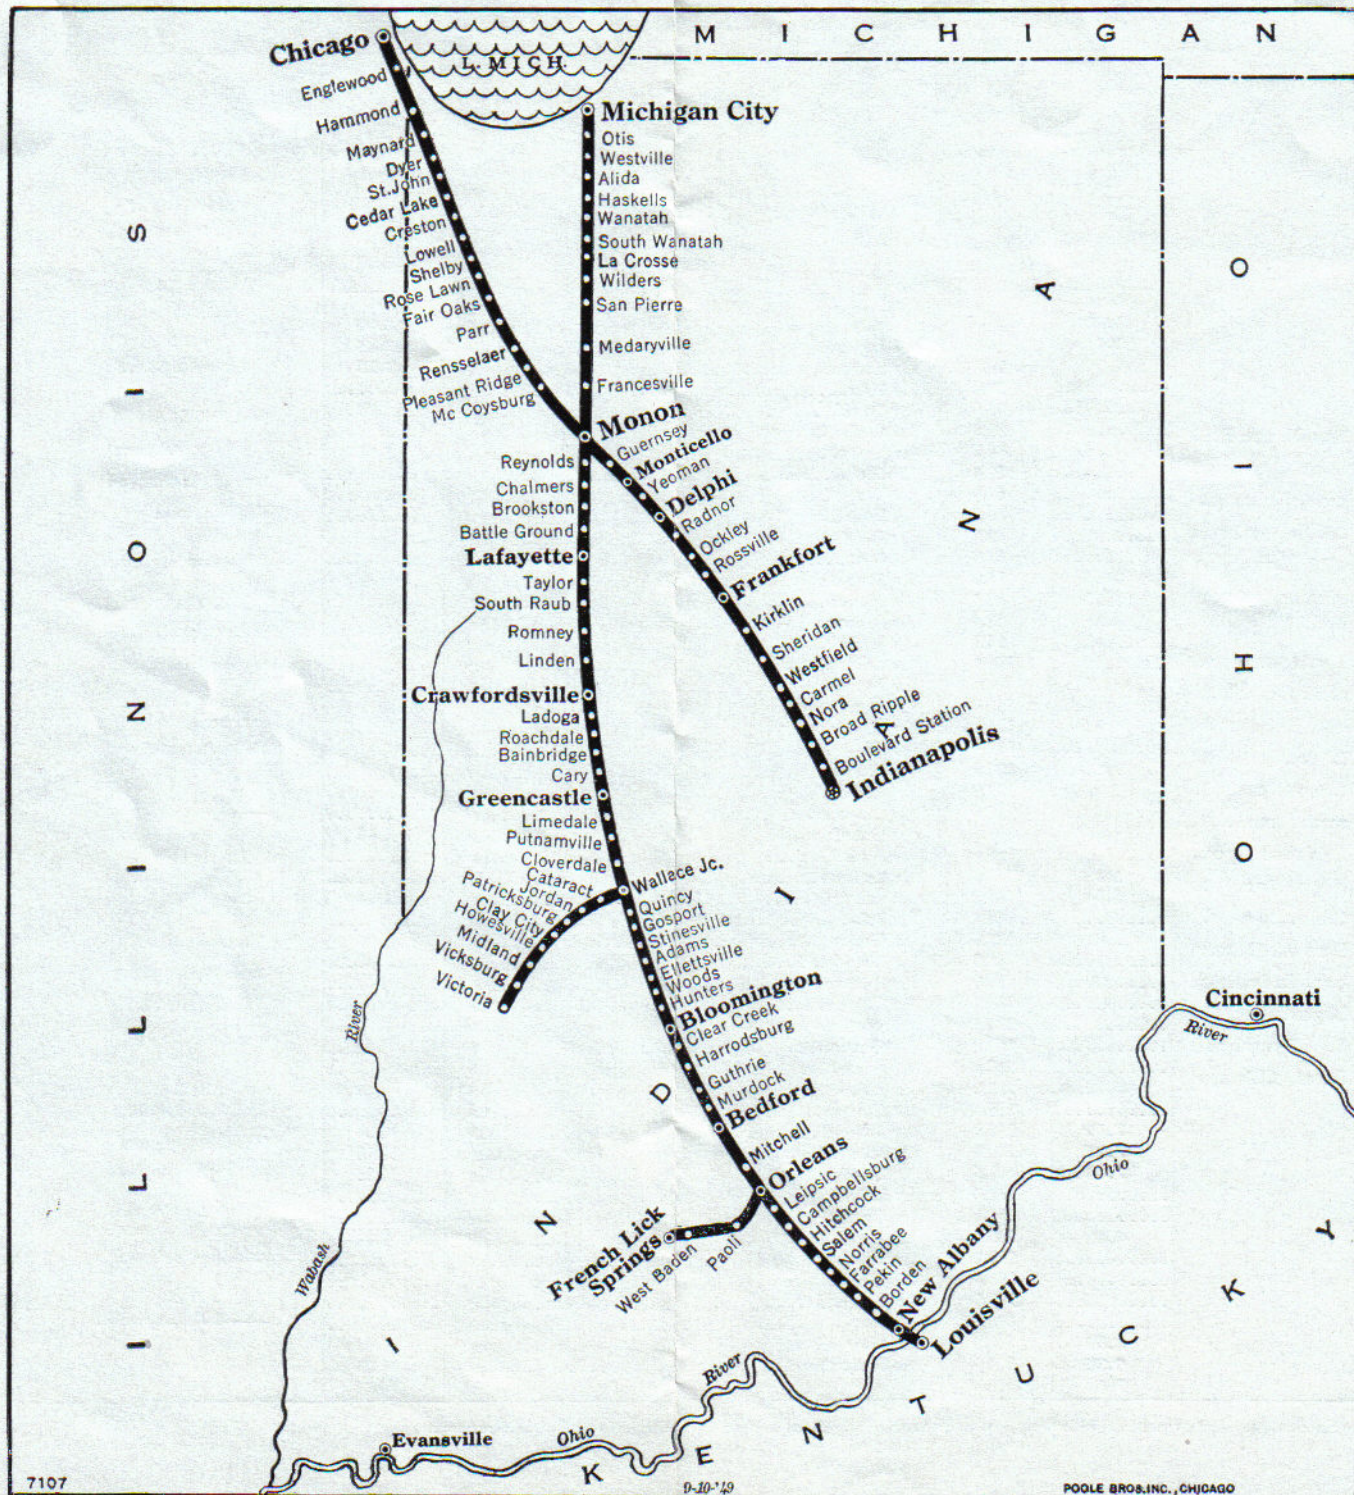 MICHIGAN
L. MICH.
ILLINOIS
INDIANA
OHIO
KENTUCKY
Chicago
Englewood
Hammond
Maynard
Dyer
St. John
Cedar Lake
Creston
Lowell
Shelby
Rose Lawn
Fair Oaks
Parr
Rensselaer
Pleasant Ridge
Mc Coysburg
Michigan City
Otis
Westville
Alida
Haskells
Wanatah
South Wanatah
La Crosse
Wilders
San Pierre
Medaryville
Francesville
Monon
Guernsey
Monticello
Yeoman
Delphi
Radnor
Ockley
Rossville
Frankfort
Kirklin
Sheridan
Westfield
Carmel
Nora
Broad Ripple
Boulevard Station
Indianapolis
Reynolds
Chalmers
Brookston
Battle Ground
Lafayette
Taylor
South Raub
Romney
Linden
Crawfordsville
Ladoga
Roachdale
Bainbridge
Cary
Greencastle
Limedale
Putnamville
Cloverdale
Wallace Jc.
Cataract
Jordan
Patricksburg
Clay City
Howesville
Midland
Vicksburg
Victoria
Quincy
Gosport
Stinesville
Adams
Ellettsville
Woods
Hunters
Bloomington
Clear Creek
Harrodsburg
Guthrie
Murdock
Bedford
Mitchell
Orleans
Paoli
West Baden
French Lick
Springs
Leipsic
Campbellsburg
Hitchcock
Salem
Norris
Farrabee
Pekin
Borden
New Albany
Louisville
Cincinnati
River
Ohio
River
Ohio
Evansville
Wabash
River
7107
9-10-'49
POOLE BROS. INC., CHICAGO